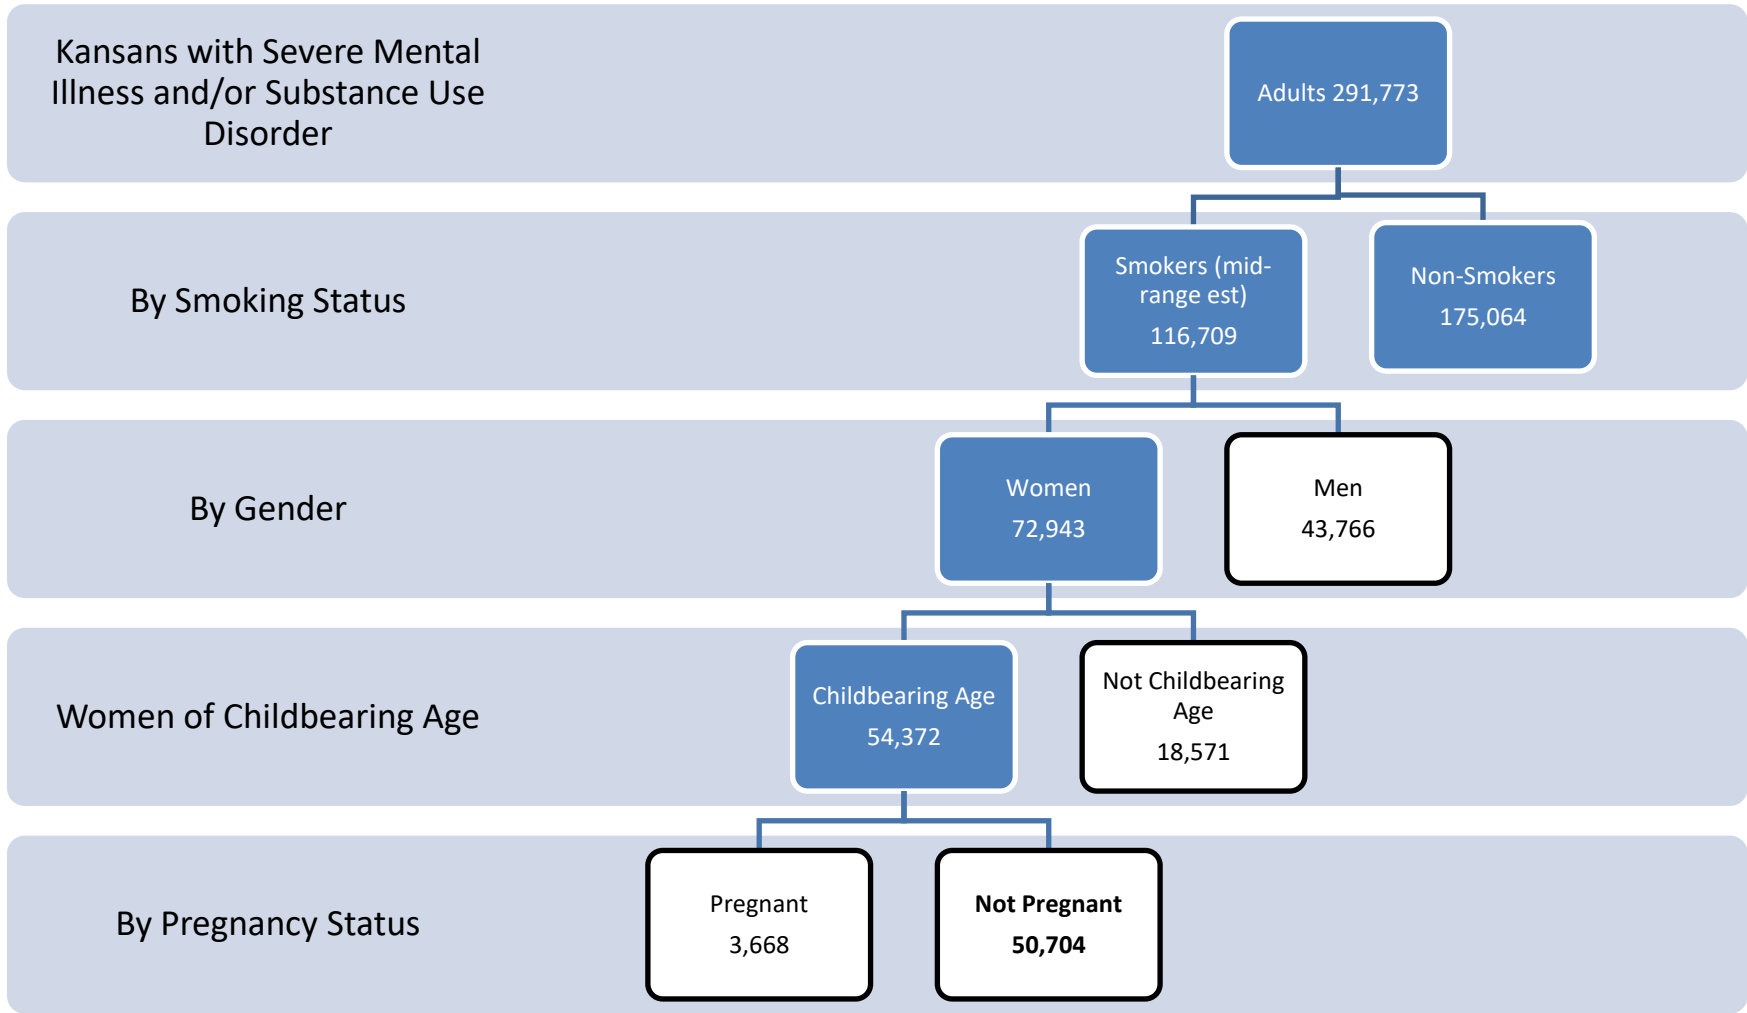 Kansans with Severe Mental
Illness and/or Substance Use
Disorder
Adults 291,773
By Smoking Status
Smokers (mid-
range est)
116,709
Non-Smokers
175,064
By Gender
Women
72,943
Men
43,766
Women of Childbearing Age
Childbearing Age
54,372
Not Childbearing
Age
18,571
By Pregnancy Status
Pregnant
3,668
Not Pregnant
50,704